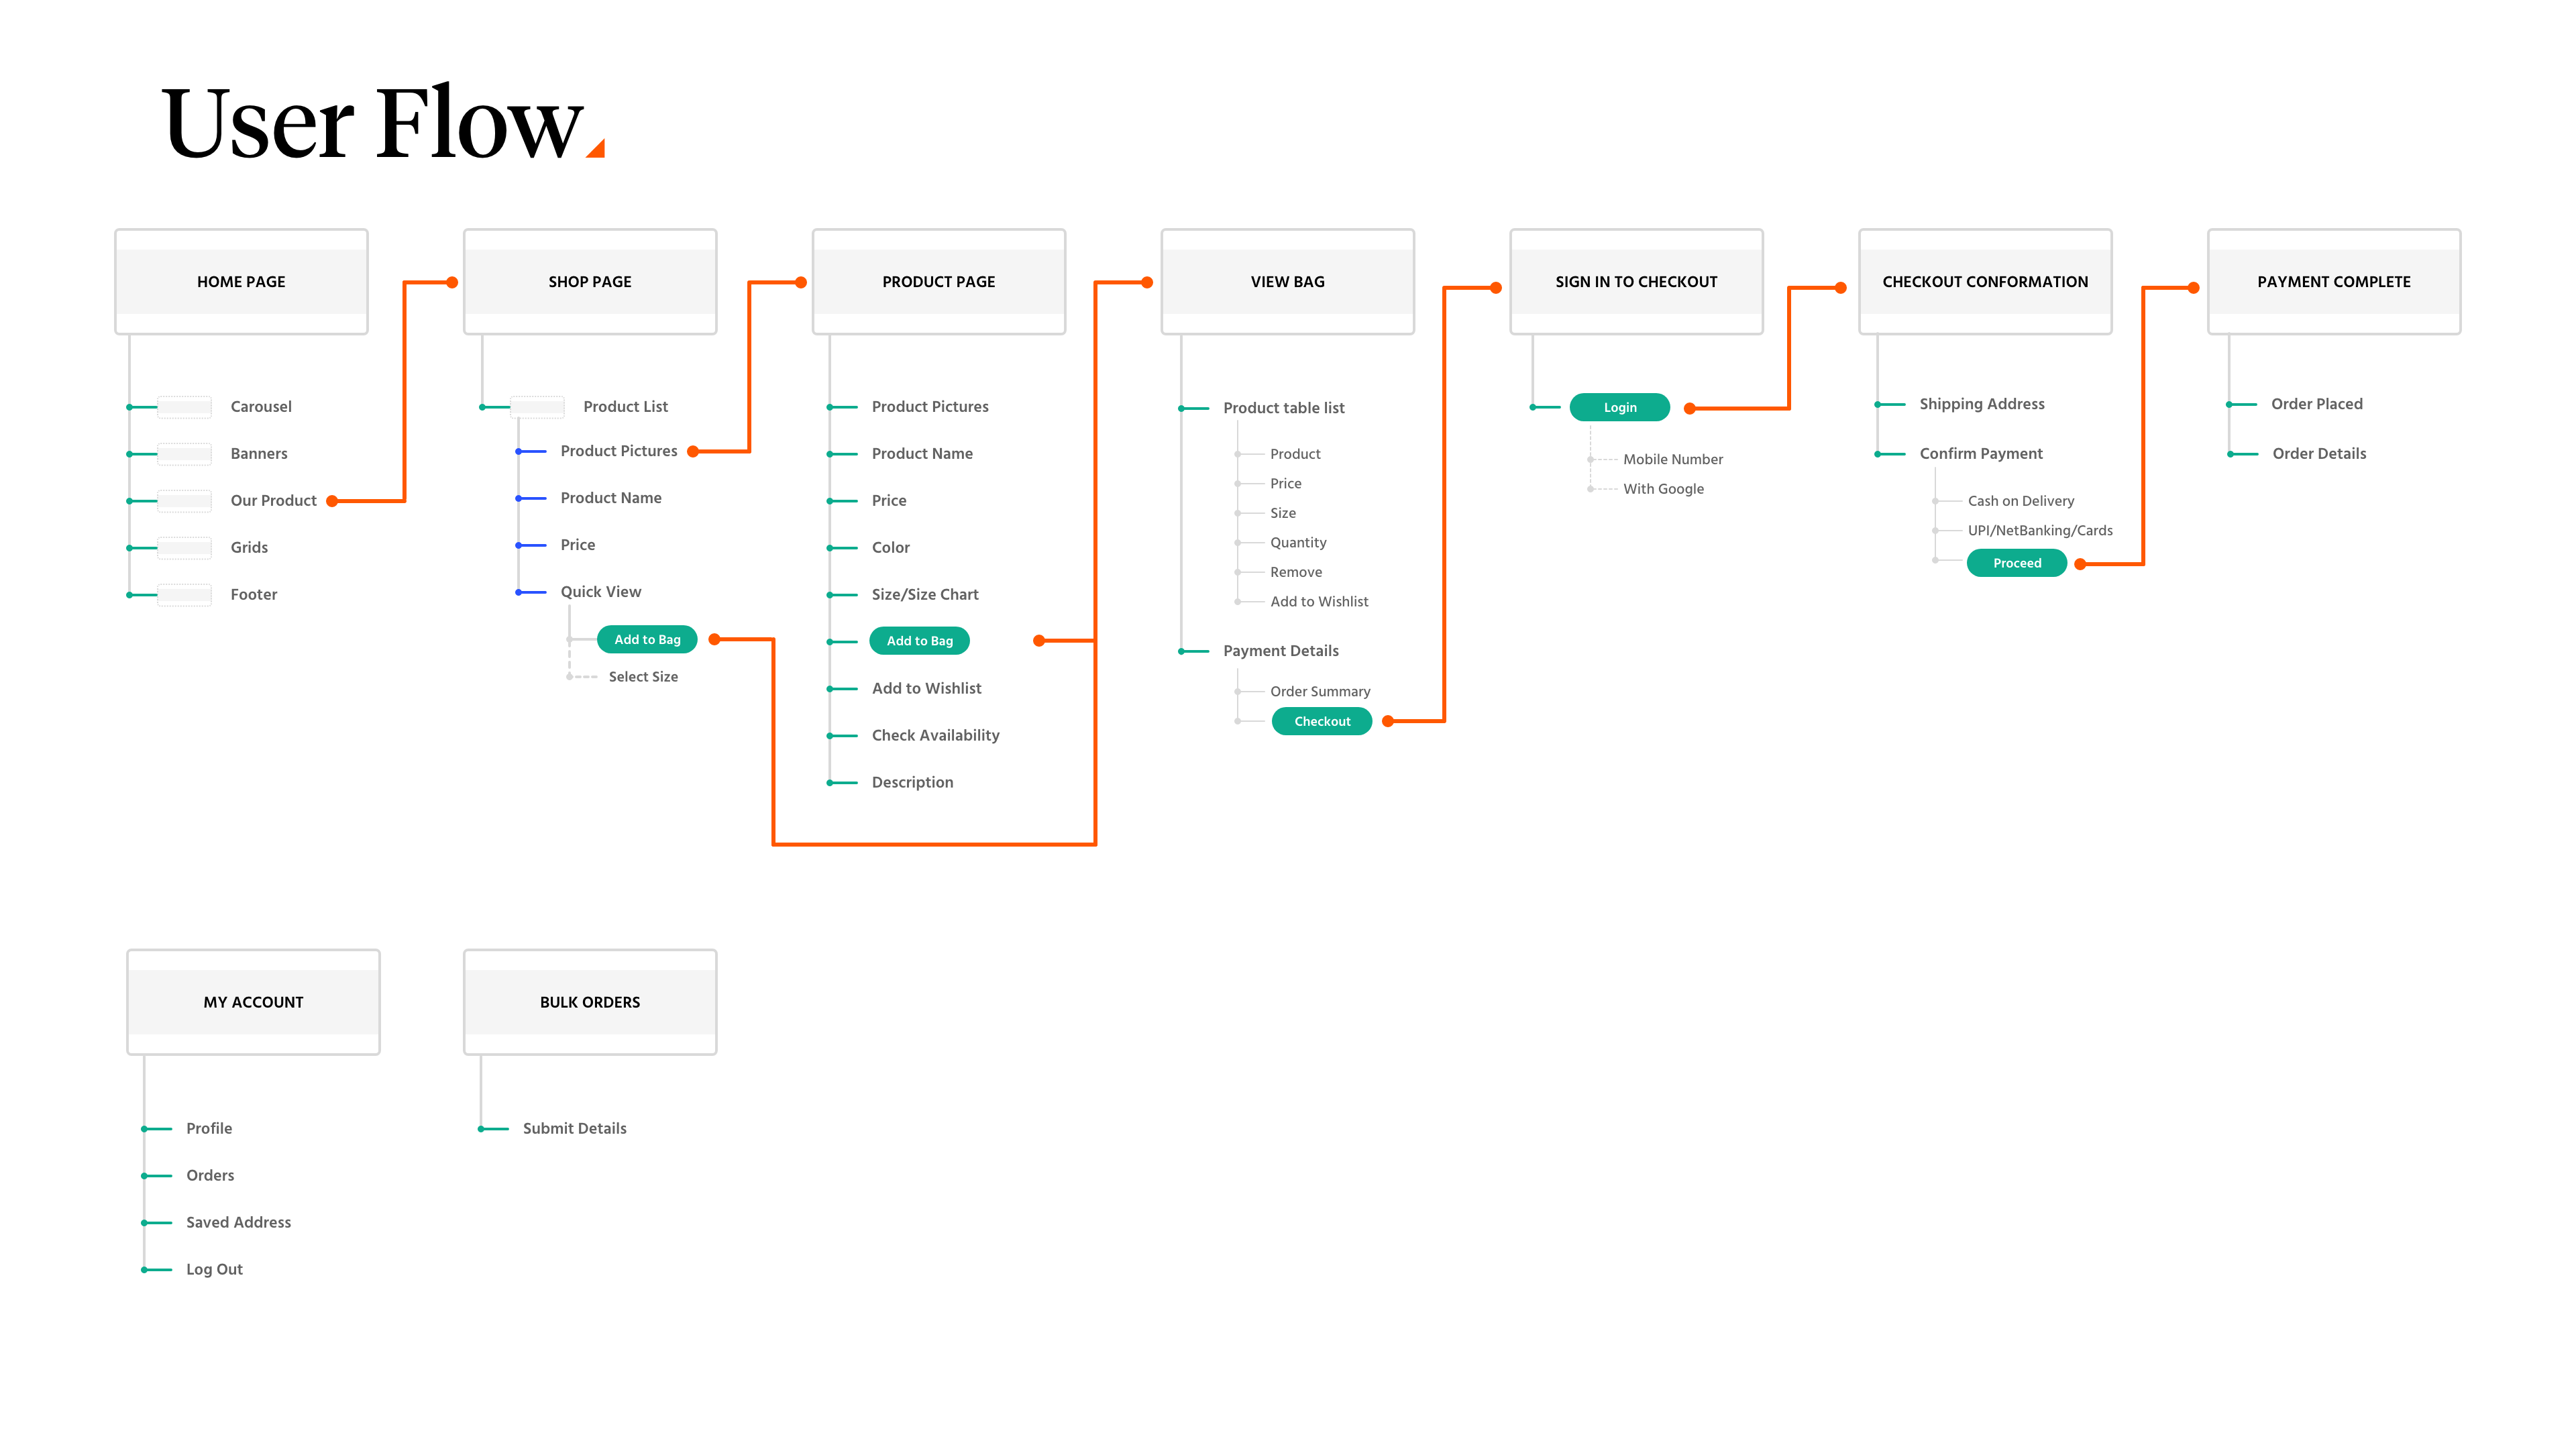 User Flow
HOME PAGE
Carousel
Banners
Our Product
Grids
Footer
SHOP PAGE
Product List
Product Pictures
Product Name
Price
Quick View
Add to Bag
Select Size
PRODUCT PAGE
Product Pictures
Product Name
Price
Color
Size/Size Chart
Add to Bag
Add to Wishlist
Check Availability
Description
VIEW BAG
Product table list
Product
Price
Size
Quantity
Remove
Add to Wishlist
Payment Details
Order Summary
Checkout
SIGN IN TO CHECKOUT
Login
Mobile Number
With Google
CHECKOUT CONFORMATION
Shipping Address
Confirm Payment
Cash on Delivery
UPI/NetBanking/Cards
Proceed
PAYMENT COMPLETE
Order Placed
Order Details
MY ACCOUNT
Profile
Orders
Saved Address
Log Out
BULK ORDERS
Submit Details